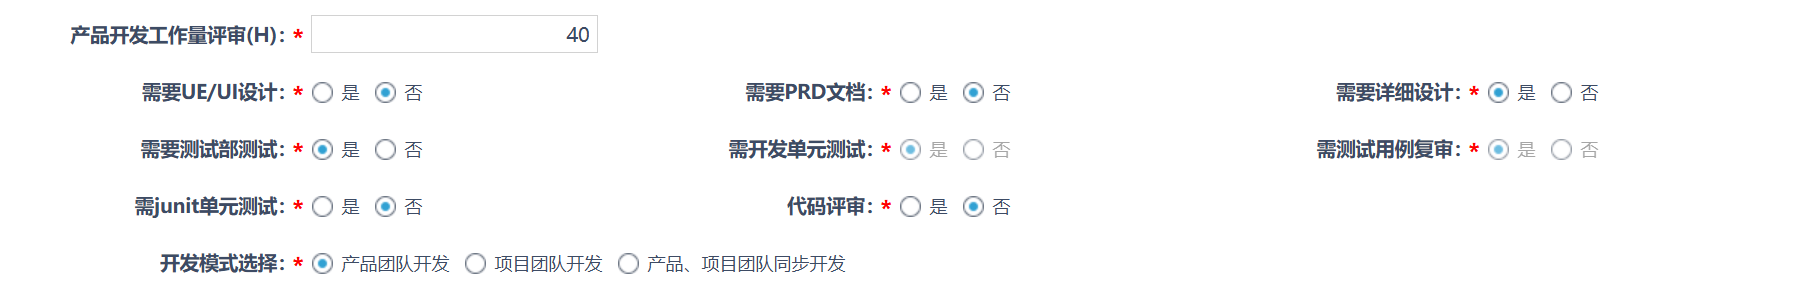 产品开发工作量评审(H)：* 40
需要UE/UI设计：* 是 否 需要PRD文档：* 是 否 需要详细设计：* 是 否
需要测试部测试：* 是 否 需开发单元测试：* 是 否 需测试用例复审：* 是 否
需junit单元测试：* 是 否 代码评审：* 是 否
开发模式选择：* 产品团队开发 项目团队开发 产品、项目团队同步开发